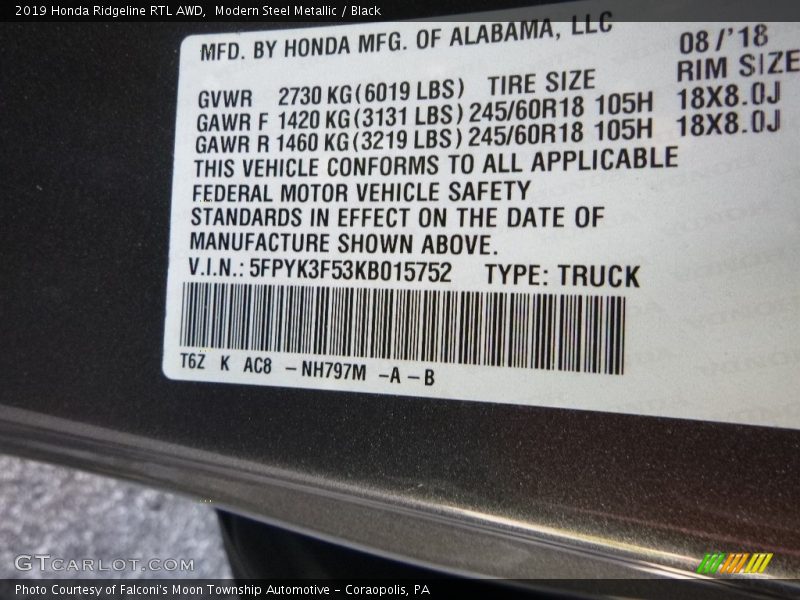 2019 Honda Ridgeline RTL AWD,  Modern Steel Metallic / Black
MFD. BY HONDA MFG. OF ALABAMA, LLC 08/'18
GVWR 2730 KG(6019 LBS) TIRE SIZE RIM SIZE
GAWR F 1420 KG(3131 LBS) 245/60R18 105H 18X8.0J
GAWR R 1460 KG(3219 LBS) 245/60R18 105H 18X8.0J
THIS VEHICLE CONFORMS TO ALL APPLICABLE
FEDERAL MOTOR VEHICLE SAFETY
STANDARDS IN EFFECT ON THE DATE OF
MANUFACTURE SHOWN ABOVE.
V.I.N.: 5FPYK3F53KB015752 TYPE: TRUCK
T6Z K AC8 – NH797M –A – B
GTCARLOT.COM
Photo Courtesy of Falconi's Moon Township Automotive – Coraopolis, PA